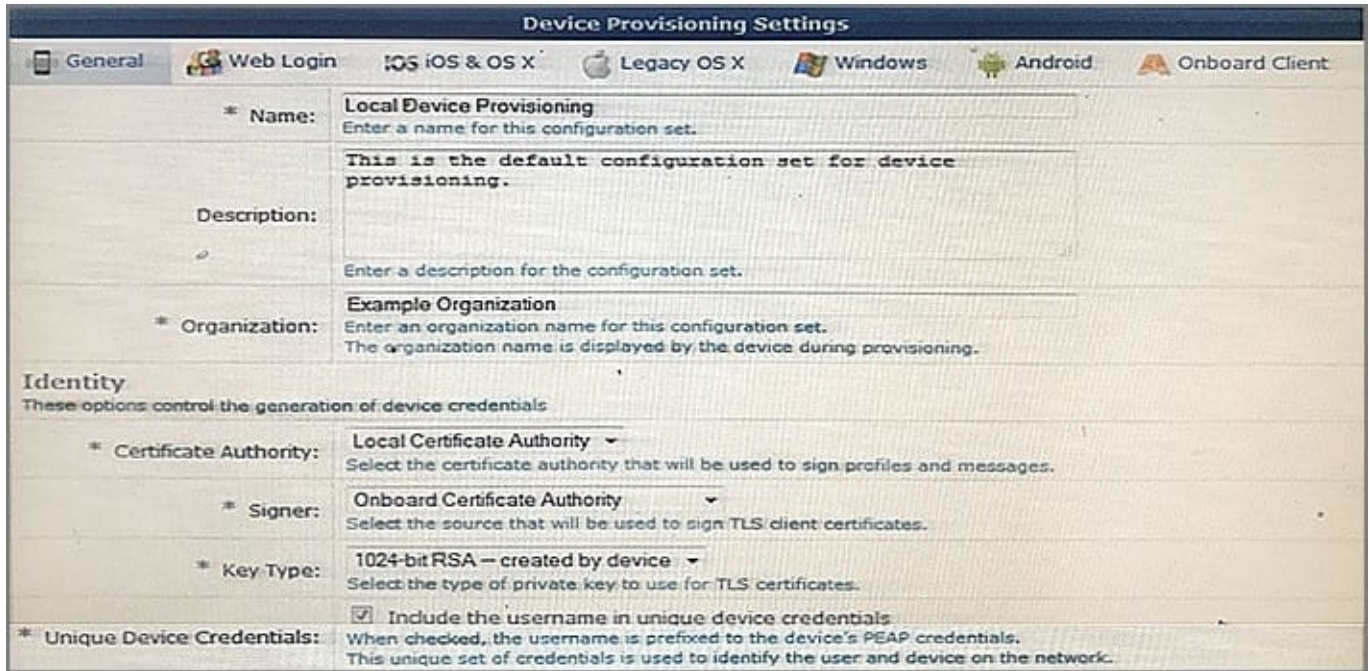 Device Provisioning Settings
General Web Login iOS iOS & OS X Legacy OS X Windows Android Onboard Client
* Name: Local Device Provisioning
Enter a name for this configuration set.
This is the default configuration set for device
provisioning.
Description:
Enter a description for the configuration set.
Example Organization
* Organization: Enter an organization name for this configuration set.
The organization name is displayed by the device during provisioning.
Identity
These options control the generation of device credentials
* Certificate Authority: Local Certificate Authority
Select the certificate authority that will be used to sign profiles and messages.
* Signer: Onboard Certificate Authority
Select the source that will be used to sign TLS client certificates.
* Key Type: 1024-bit RSA – created by device
Select the type of private key to use for TLS certificates.
Include the username in unique device credentials
* Unique Device Credentials: When checked, the username is prefixed to the device's PEAP credentials.
This unique set of credentials is used to identify the user and device on the network.